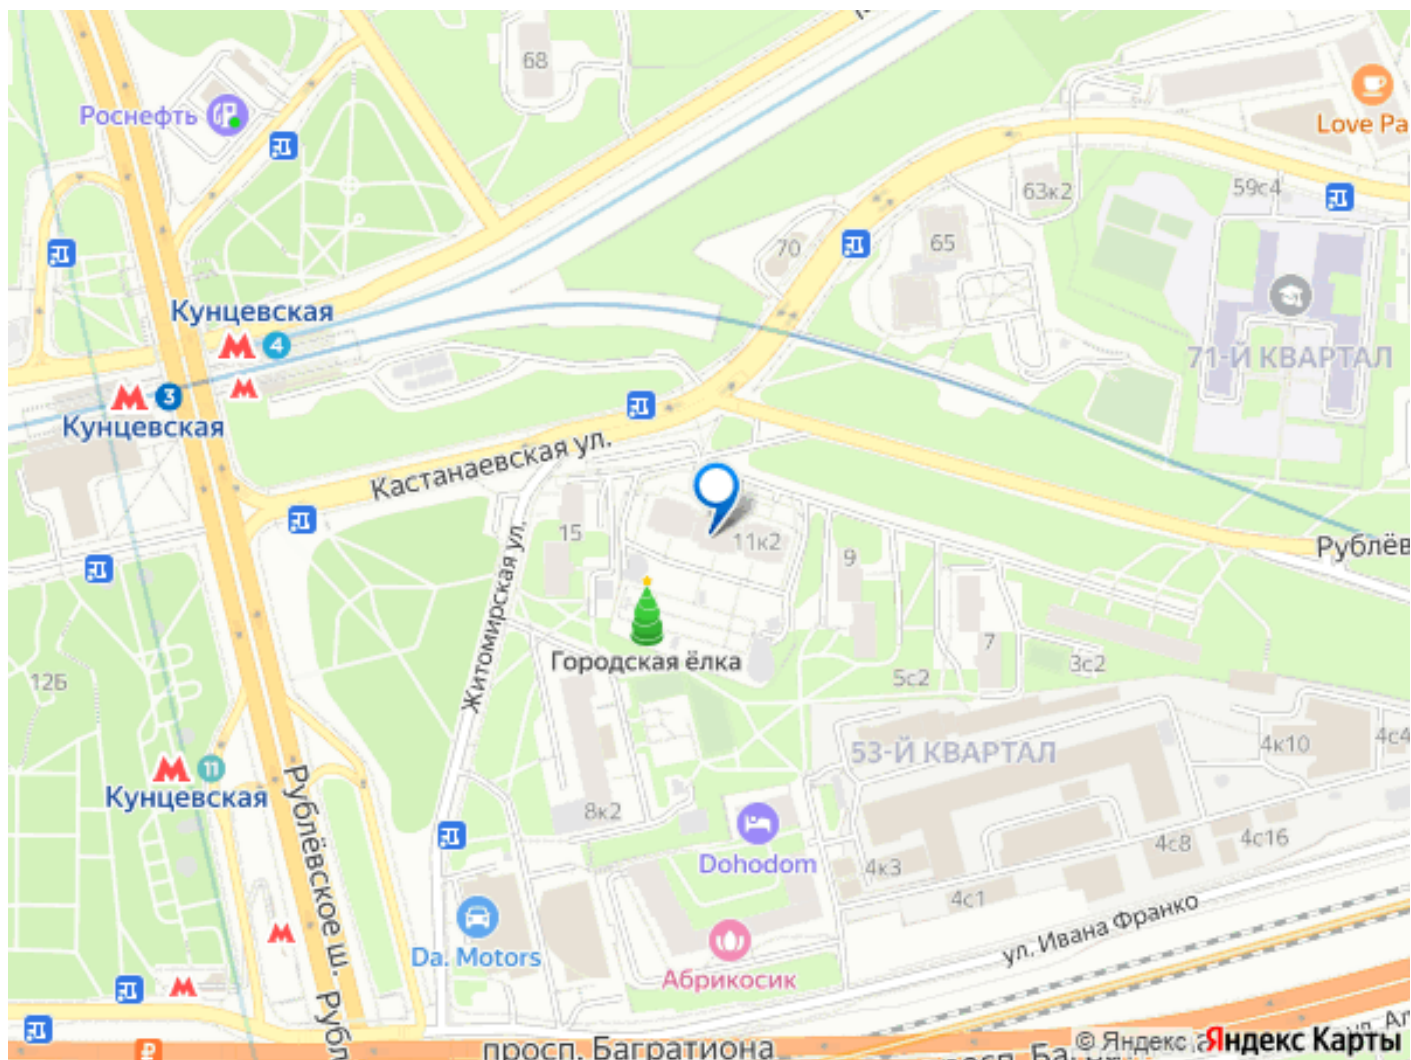 68
Роснефть
Love Pa
63к2
59с4
65
70
Кунцевская
4
71-Й КВАРТАЛ
3
Кунцевская
Кастанаевская ул.
15
11к2
9
Рублёв
Житомирская ул.
Городская ёлка
7
3с2
5с2
12Б
53-Й КВАРТАЛ
4к10
4с4
11
Кунцевская
Рублёвское ш.
Рубл
8к2
Dohodom
4к3
4с8
4с16
4с1
ул. Ивана Франко
Da. Motors
Абрикосик
просп. Багратиона
© Яндекс Яндекс Карты